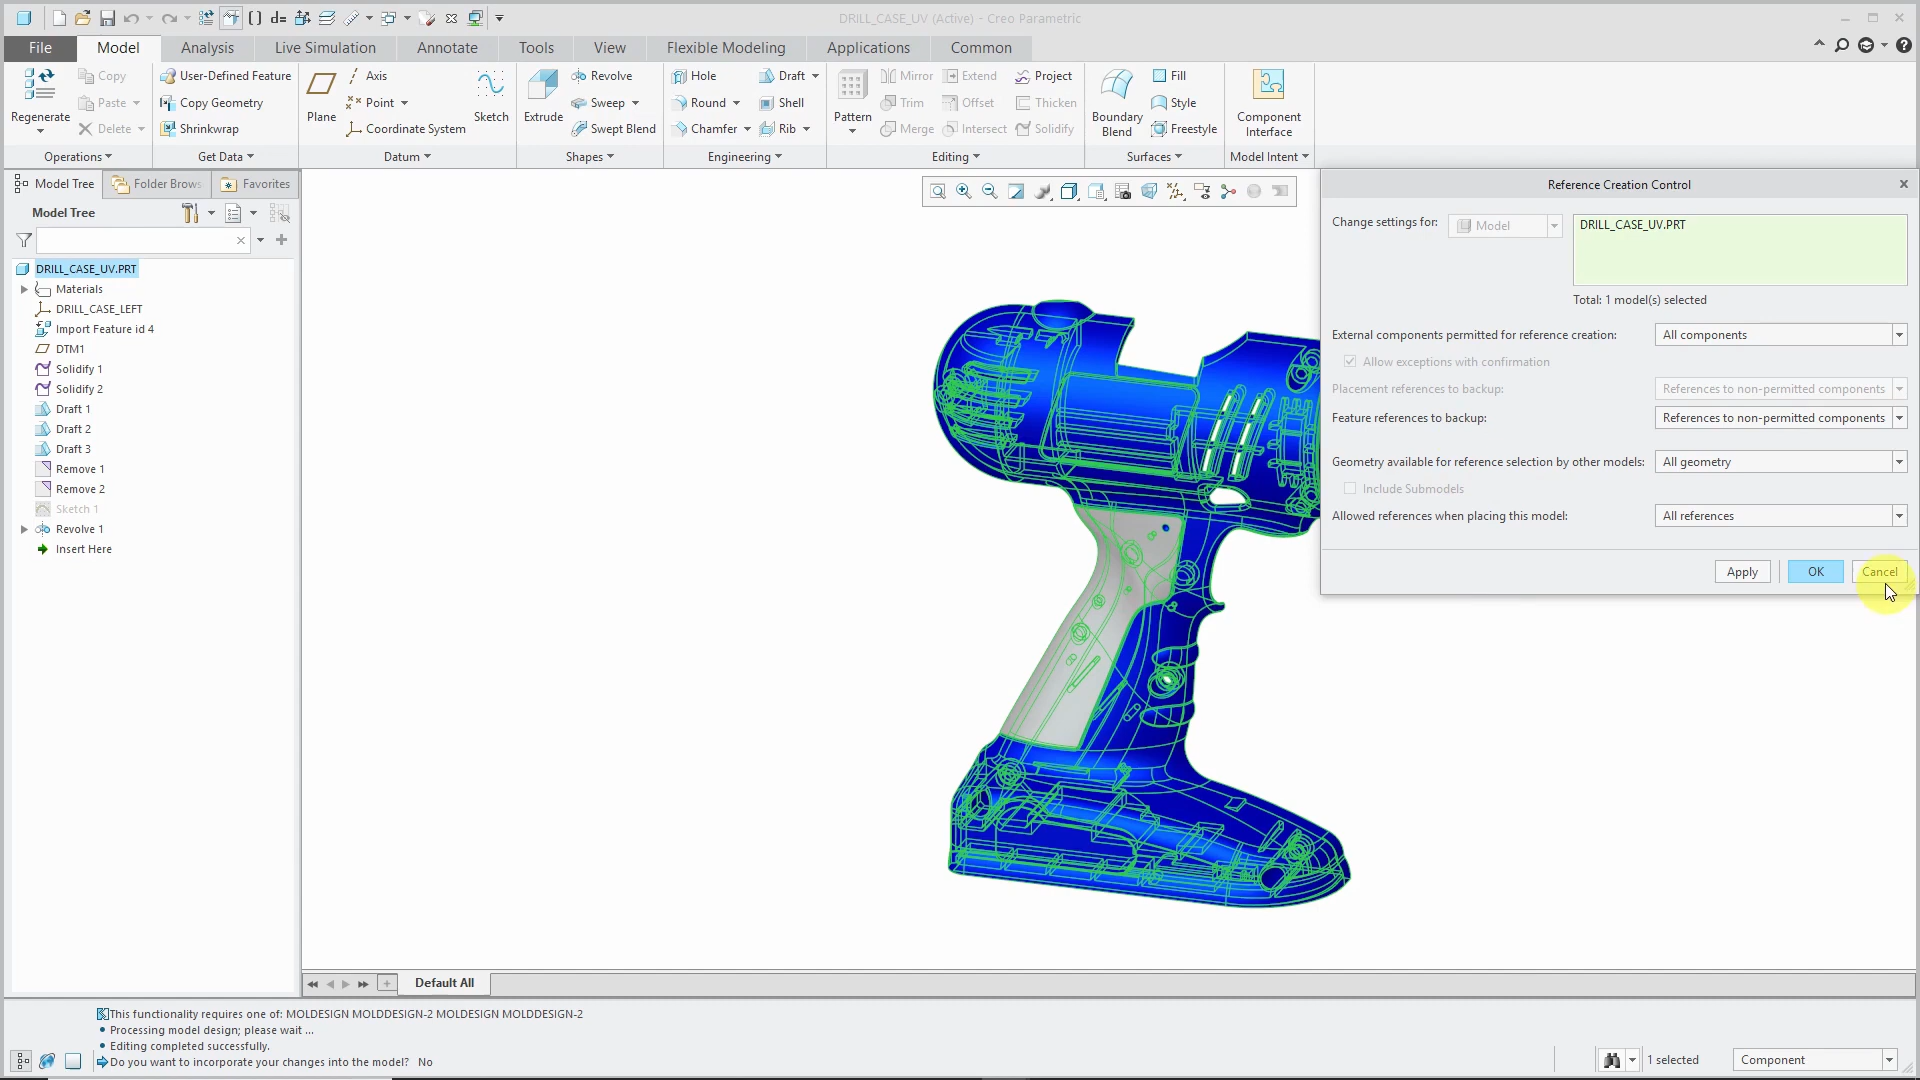 DRILL_CASE_UV (Active) - Creo Parametric
File
Model
Analysis
Live Simulation
Annotate
Tools
View
Flexible Modeling
Applications
Common
Regenerate
Copy
Paste
Delete
Operations
User-Defined Feature
Copy Geometry
Shrinkwrap
Get Data
Plane
Axis
Point
Coordinate System
Sketch
Datum
Extrude
Revolve
Sweep
Swept Blend
Shapes
Hole
Round
Chamfer
Draft
Shell
Rib
Engineering
Pattern
Mirror
Trim
Merge
Extend
Offset
Intersect
Project
Thicken
Solidify
Editing
Boundary
Blend
Fill
Style
Freestyle
Surfaces
Component
Interface
Model Intent
Model Tree
Folder Brows
Favorites
Model Tree
DRILL_CASE_UV.PRT
Materials
DRILL_CASE_LEFT
Import Feature id 4
DTM1
Solidify 1
Solidify 2
Draft 1
Draft 2
Draft 3
Remove 1
Remove 2
Sketch 1
Revolve 1
Insert Here
Reference Creation Control
Change settings for:
Model
DRILL_CASE_UV.PRT
Total: 1 model(s) selected
External components permitted for reference creation:
All components
Allow exceptions with confirmation
Placement references to backup:
References to non-permitted components
Feature references to backup:
References to non-permitted components
Geometry available for reference selection by other models:
All geometry
Include Submodels
Allowed references when placing this model:
All references
Apply
OK
Cancel
Default All
This functionality requires one of: MOLDESIGN MOLDDESIGN-2 MOLDESIGN MOLDDESIGN-2
• Processing model design; please wait ...
• Editing completed successfully.
Do you want to incorporate your changes into the model? No
1 selected
Component